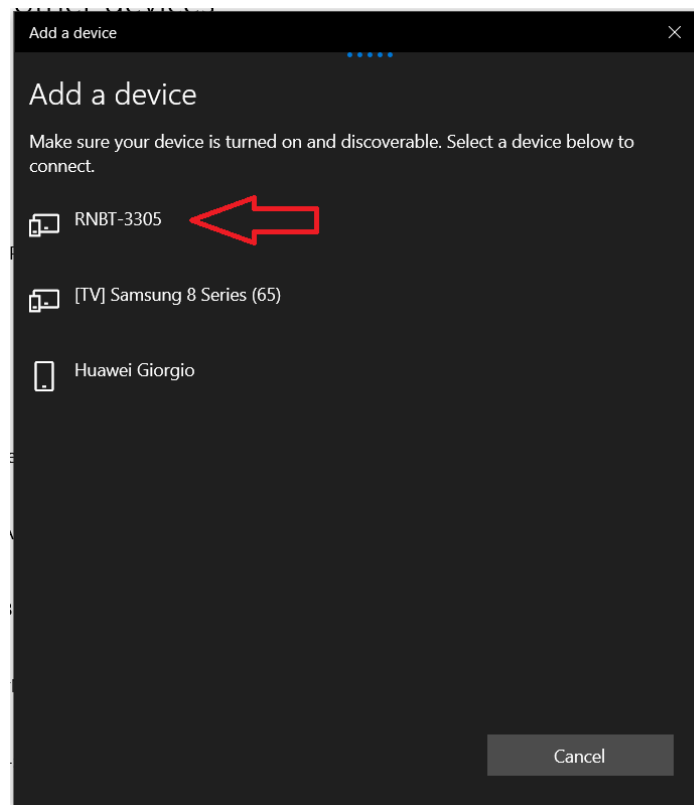 Add a device
Add a device
Make sure your device is turned on and discoverable. Select a device below to
connect.
RNBT-3305
[TV] Samsung 8 Series (65)
Huawei Giorgio
Cancel